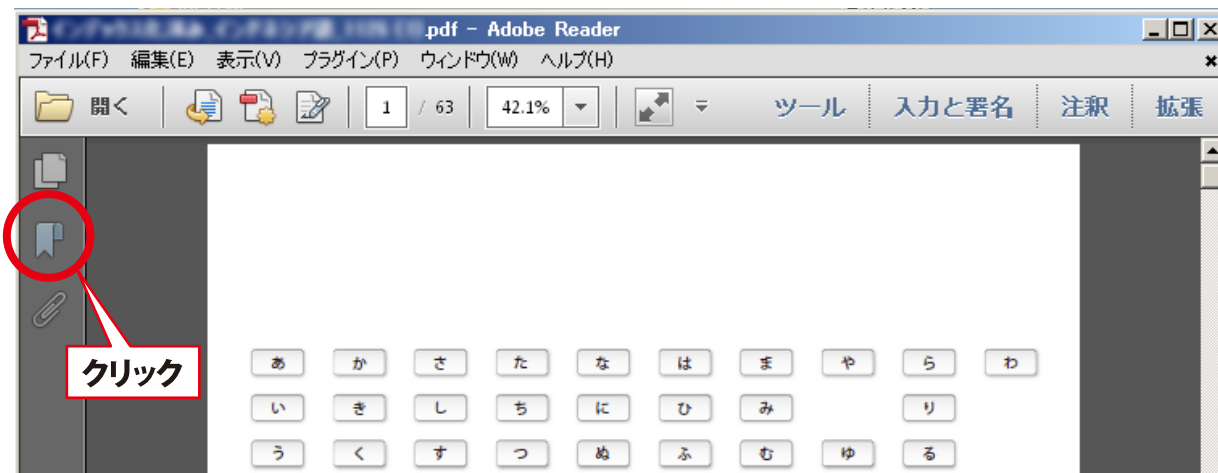 .pdf - Adobe Reader
ファイル(F) 編集(E) 表示(V) プラグイン(P) ウィンドウ(W) ヘルプ(H)
開く 1 / 63 42.1% ツール 入力と署名 注釈 拡張
クリック
あ か さ た な は ま や ら わ
い き し ち に ひ み り
う く す つ ぬ ふ む ゆ る